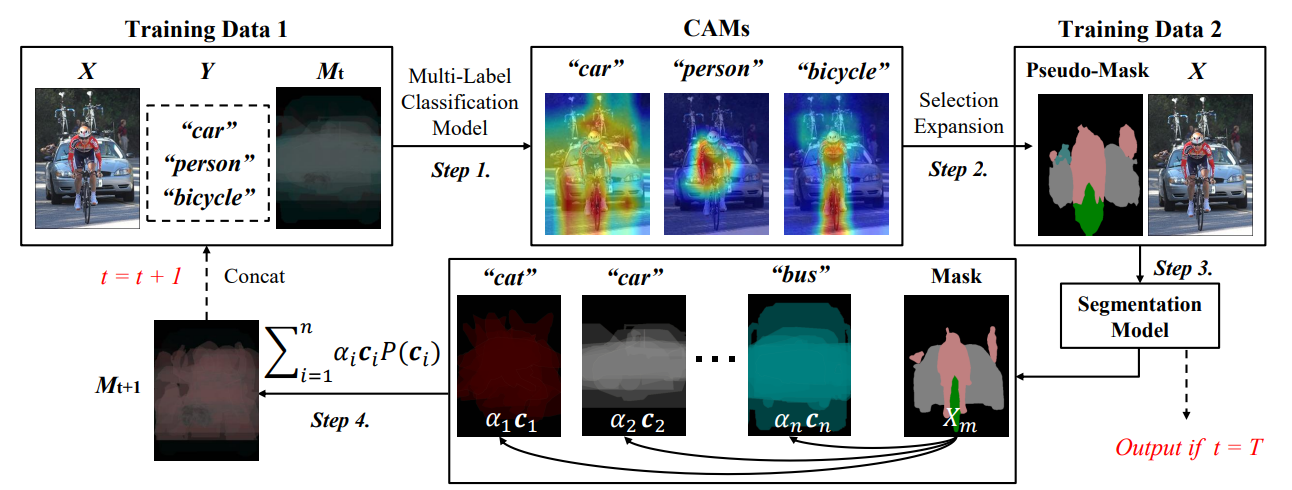 Training Data 1
X
Y
Mt
“car”
“person”
“bicycle”
Multi-Label
Classification
Model
Step 1.
CAMs
“car”
“person”
“bicycle”
Selection
Expansion
Step 2.
Training Data 2
Pseudo-Mask
X
Step 3.
Segmentation
Model
Output if t = T
“cat”
“car”
“bus”
Mask
α₁c₁
α₂c₂
αₙcₙ
Xₘ
∑ⁿᵢ₌₁ αᵢcᵢP(cᵢ)
Step 4.
Mt+1
t = t + 1
Concat